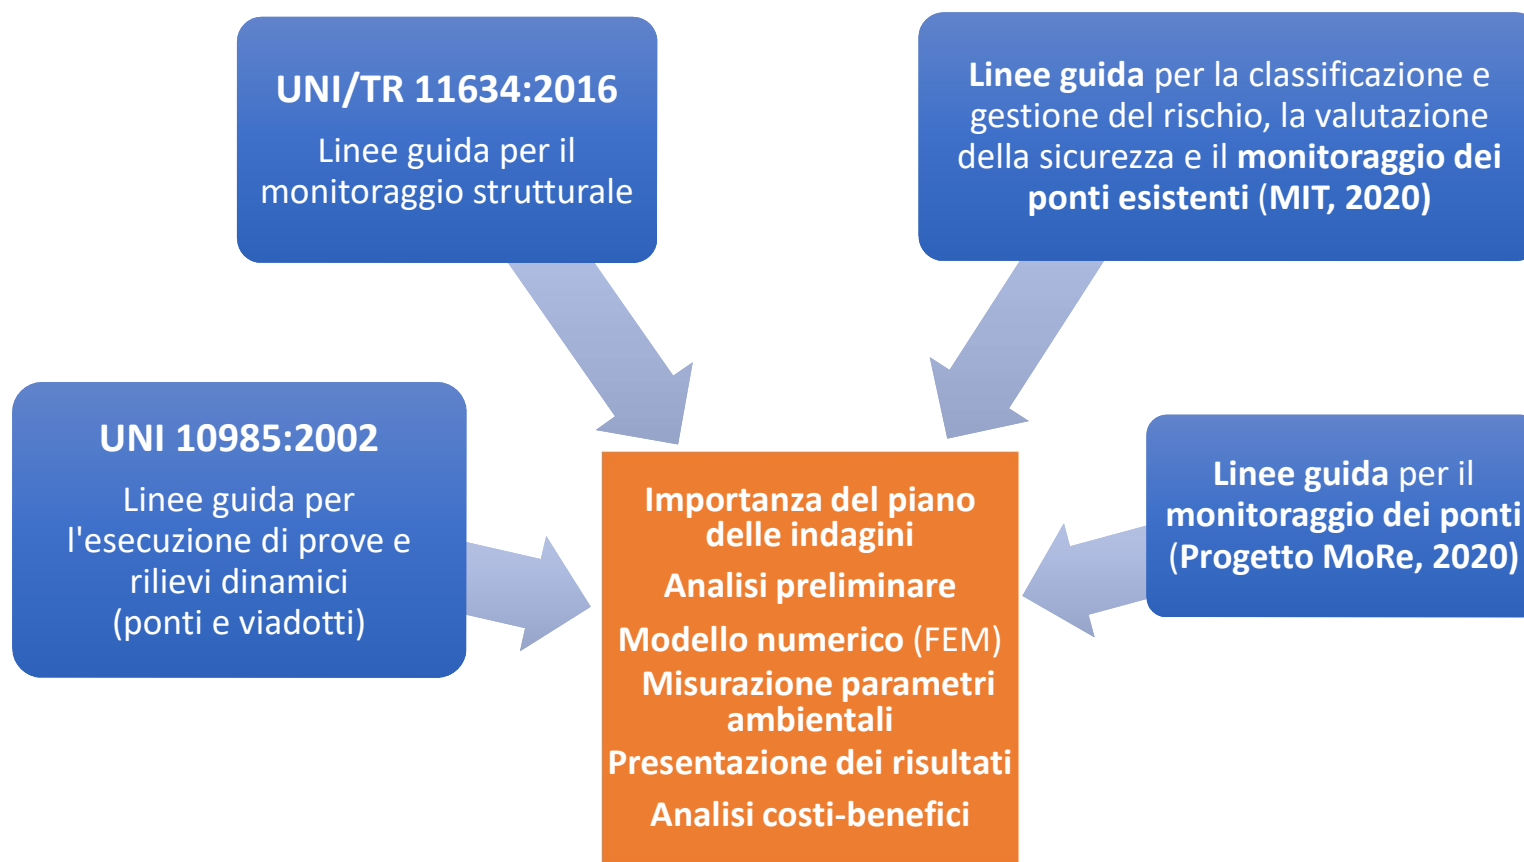 UNI/TR 11634:2016
Linee guida per il
monitoraggio strutturale
Linee guida per la classificazione e
gestione del rischio, la valutazione
della sicurezza e il monitoraggio dei
ponti esistenti (MIT, 2020)
UNI 10985:2002
Linee guida per
l'esecuzione di prove e
rilievi dinamici
(ponti e viadotti)
Linee guida per il
monitoraggio dei ponti
(Progetto MoRe, 2020)
Importanza del piano
delle indagini
Analisi preliminare
Modello numerico (FEM)
Misurazione parametri
ambientali
Presentazione dei risultati
Analisi costi-benefici